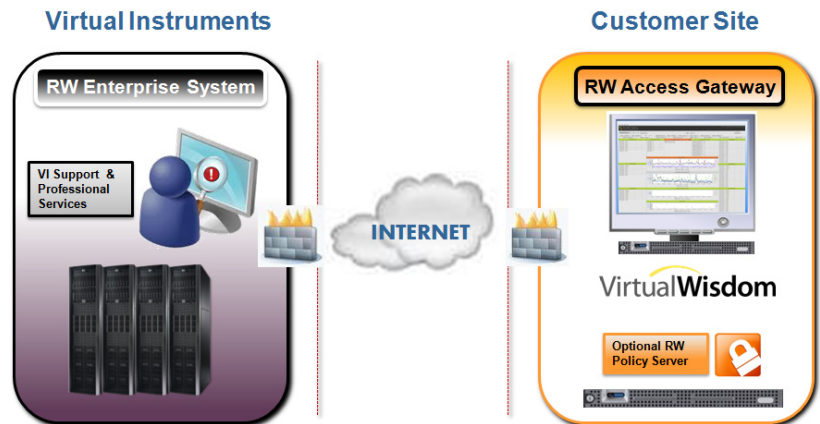 Virtual Instruments
Customer Site
RW Enterprise System
RW Access Gateway
VI Support &
Professional
Services
INTERNET
VirtualWisdom
Optional RW
Policy Server